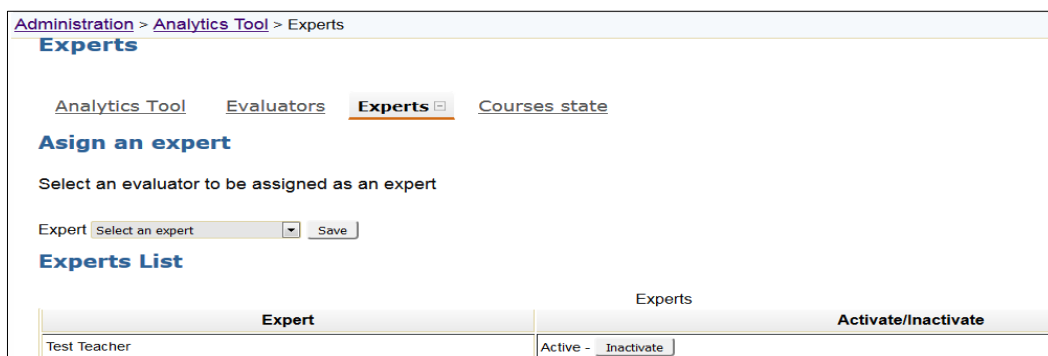 Administration > Analytics Tool > Experts
Experts
Analytics Tool Evaluators Experts Courses state
Asign an expert
Select an evaluator to be assigned as an expert
Expert Select an expert Save
Experts List
Experts
Expert Activate/Inactivate
Test Teacher Active - Inactivate